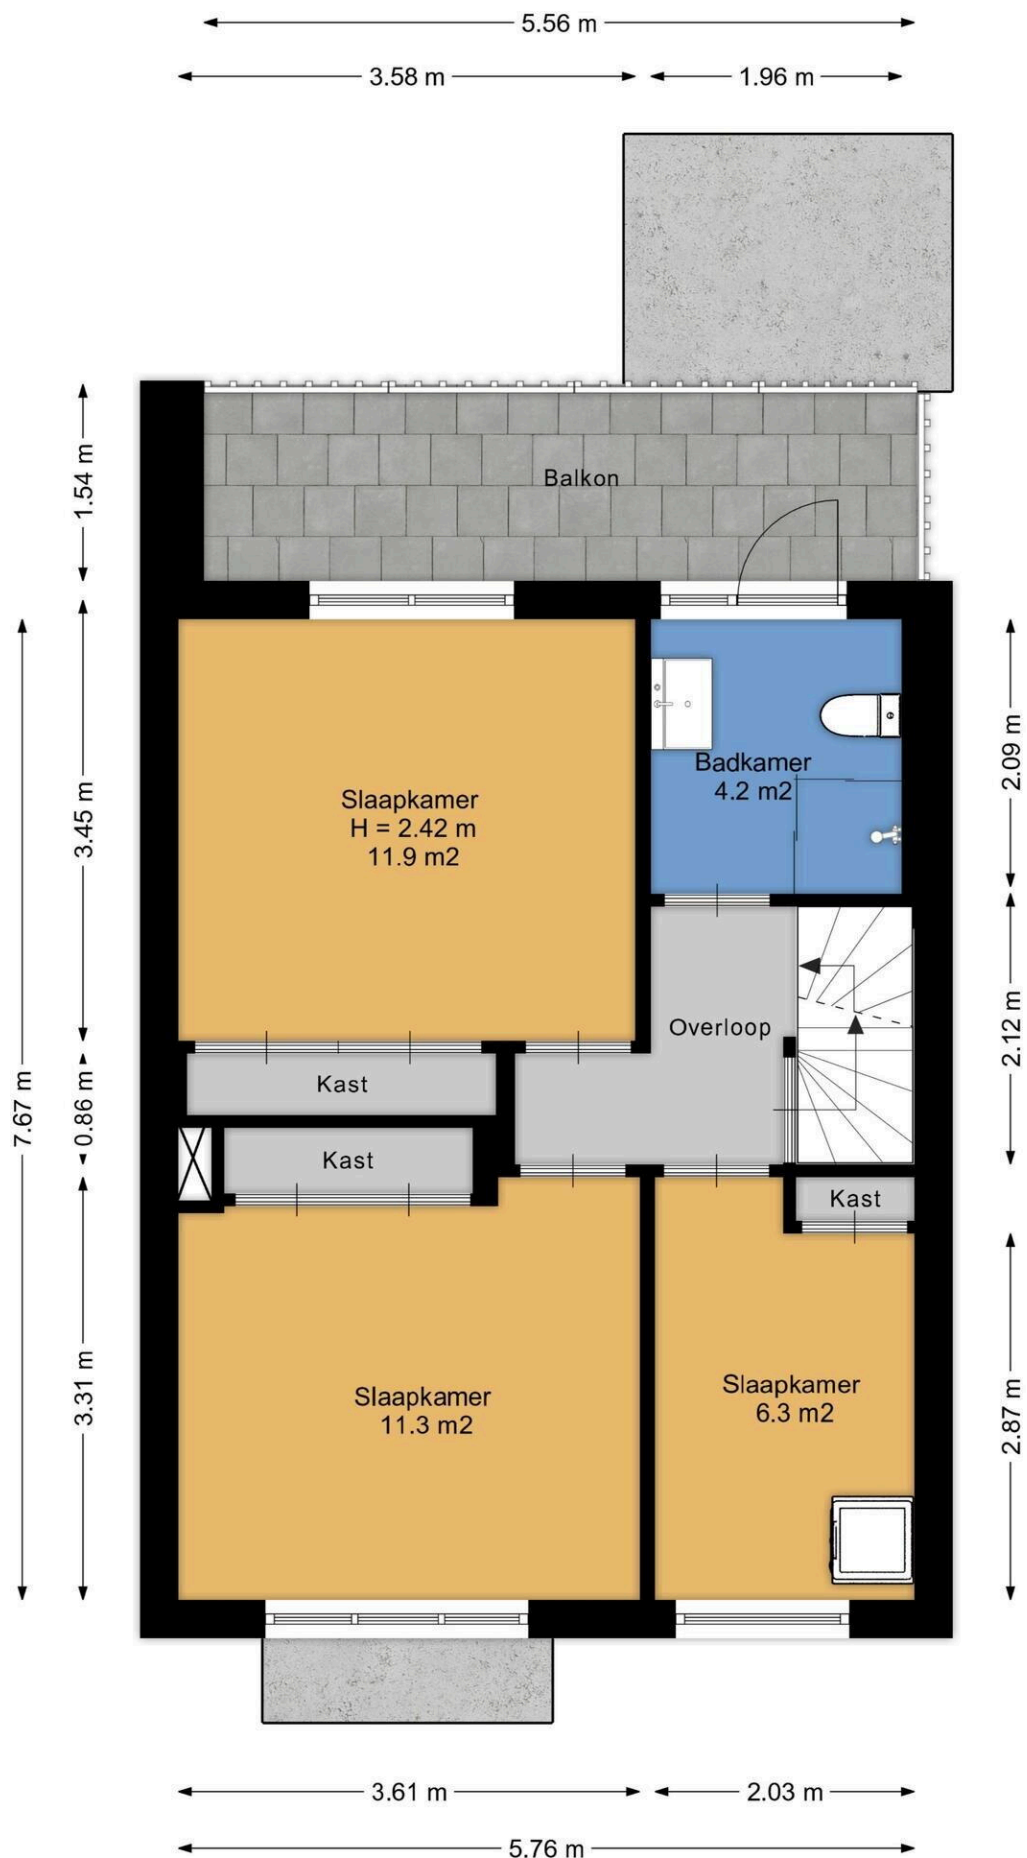 5.56 m
3.58 m
1.96 m
1.54 m
Balkon
3.45 m
2.09 m
Slaapkamer
H = 2.42 m
11.9 m2
Badkamer
4.2 m2
7.67 m
0.86 m
2.12 m
Overloop
Kast
Kast
Kast
3.31 m
2.87 m
Slaapkamer
11.3 m2
Slaapkamer
6.3 m2
3.61 m
2.03 m
5.76 m